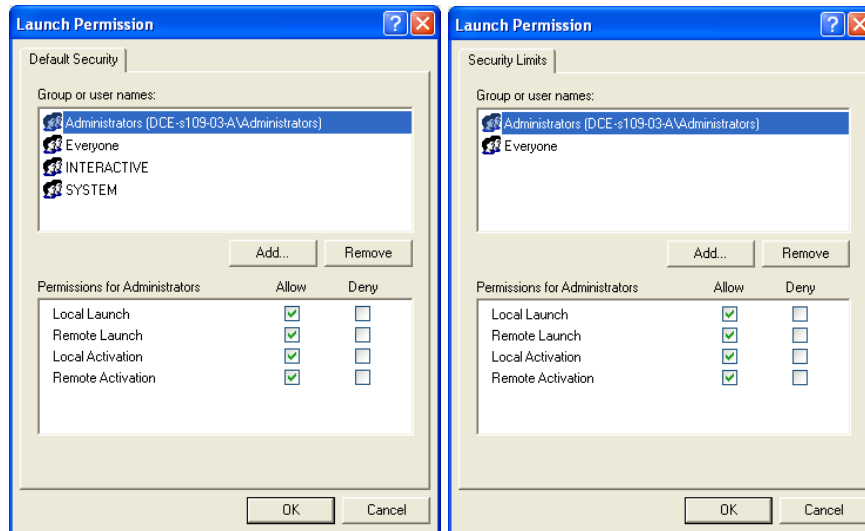 Launch Permission
Default Security
Group or user names:
Administrators (DCE-s109-03-A\Administrators)
Everyone
INTERACTIVE
SYSTEM
Add... Remove
Permissions for Administrators Allow Deny
Local Launch
Remote Launch
Local Activation
Remote Activation
OK Cancel
Launch Permission
Security Limits
Group or user names:
Administrators (DCE-s109-03-A\Administrators)
Everyone
Add... Remove
Permissions for Administrators Allow Deny
Local Launch
Remote Launch
Local Activation
Remote Activation
OK Cancel